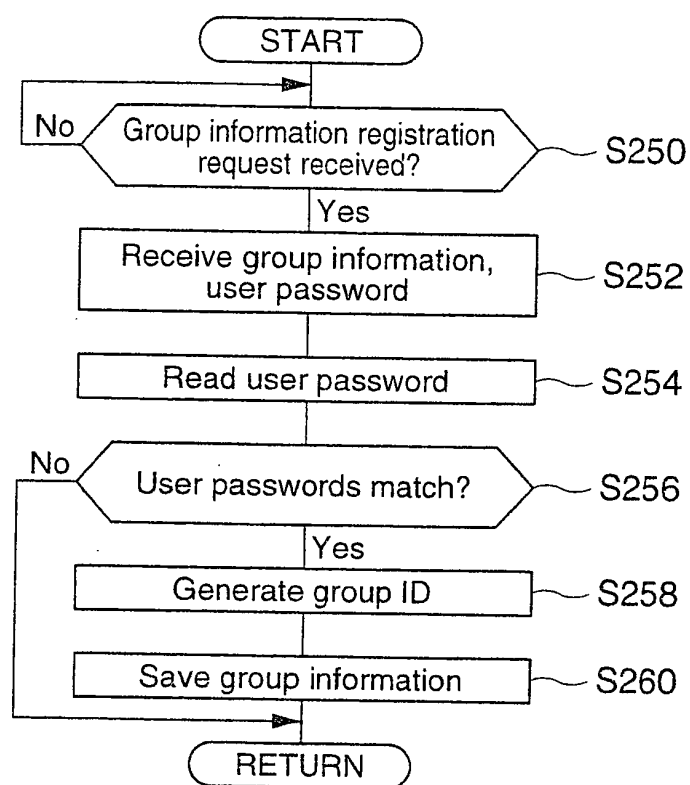 START
No
Group information registration
request received?
S250
Yes
Receive group information,
user password
S252
Read user password
S254
No
User passwords match?
S256
Yes
Generate group ID
S258
Save group information
S260
RETURN